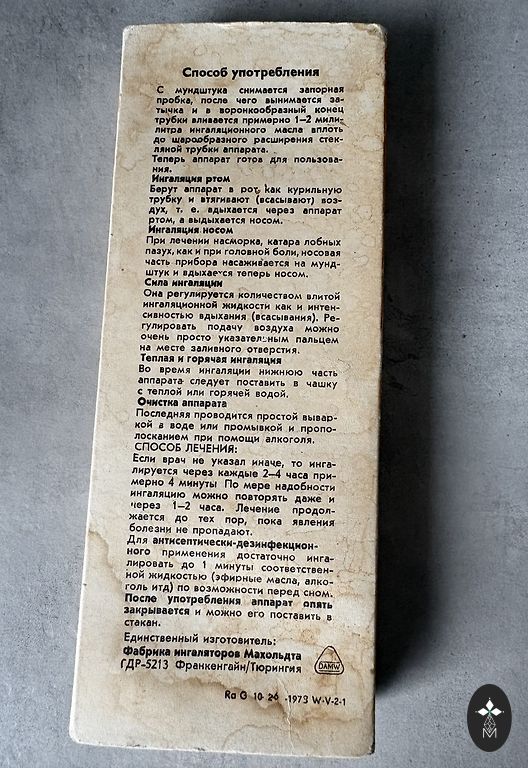 Способ употребления
С мундштука снимается запорная
пробка, после чего вынимается за-
тычка и в воронкообразный конец
трубки вливается примерно 1–2 мили-
литра ингаляционного масла вплоть
до шарообразного расширения стек-
ляной трубки аппарата.
Теперь аппарат готов для пользова-
ния.
Ингаляция ртом
Берут аппарат в рот, как курильную
трубку и втягивают (всасывают) воз-
дух, т. е. вдыхается через аппарат
ртом, а выдыхается носом.
Ингаляция носом
При лечении насморка, катара лобных
пазух, как и при головной боли, носовая
часть прибора насаживается на мунд-
штук и вдыхается теперь носом.
Сила ингаляции
Она регулируется количеством влитой
ингаляционной жидкости как и интен-
сивностью вдыхания (всасывания). Ре-
гулировать подачу воздуха можно
очень просто указательным пальцем
на месте заливного отверстия.
Теплая и горячая ингаляция
Во время ингаляции нижнюю часть
аппарата следует поставить в чашку
с теплой или горячей водой.
Очистка аппарата
Последняя проводится простой вывар-
кой в воде или промывкой и пропо-
лосканием при помощи алкоголя.
СПОСОБ ЛЕЧЕНИЯ:
Если врач не указал иначе, то инга-
лируется через каждые 2–4 часа при-
мерно 4 минуты По мере надобности
ингаляцию можно повторять даже и
через 1–2 часа. Лечение продол-
жается до тех пор, пока явления
болезни не пропадают.
Для антисептически-дезинфекцион-
ного применения достаточно инга-
лировать до 1 минуты соответствен-
ной жидкостью (эфирные масла, алко-
голь итд) по возможности перед сном.
После употребления аппарат опять
закрывается и можно его поставить в
стакан.
Единственный изготовитель:
Фабрика ингаляторов Махольдта
ГДР-5213 Франкенгайн/Тюрингия
DAMW
Ra G 10 26 -1973 W-V-2-1
M